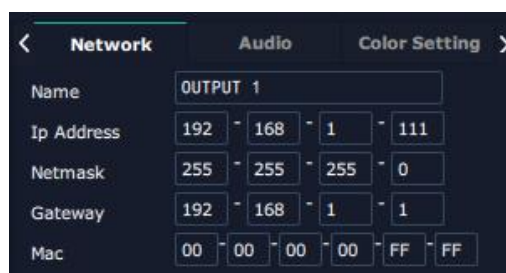 < Network Audio Color Setting >
Name OUTPUT 1
Ip Address 192 - 168 - 1 - 111
Netmask 255 - 255 - 255 - 0
Gateway 192 - 168 - 1 - 1
Mac 00 - 00 - 00 - 00 - FF - FF